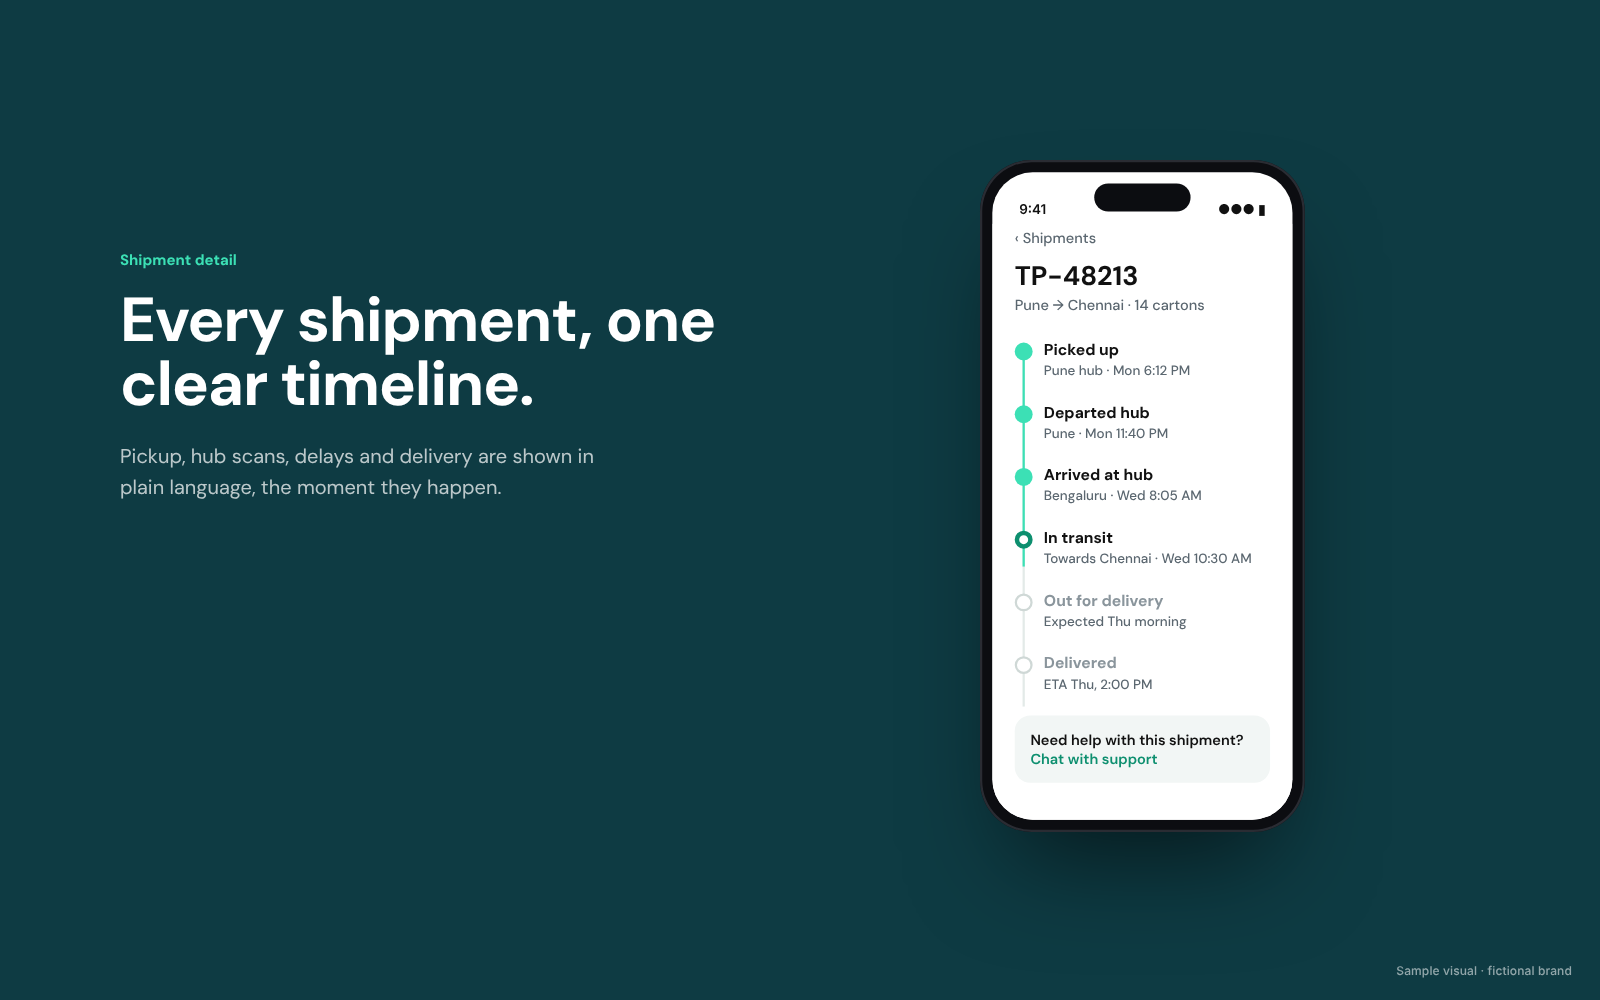 Shipment detail
Every shipment, one
clear timeline.
Pickup, hub scans, delays and delivery are shown in
plain language, the moment they happen.
9:41
‹ Shipments
TP-48213
Pune → Chennai · 14 cartons
Picked up
Pune hub · Mon 6:12 PM
Departed hub
Pune · Mon 11:40 PM
Arrived at hub
Bengaluru · Wed 8:05 AM
In transit
Towards Chennai · Wed 10:30 AM
Out for delivery
Expected Thu morning
Delivered
ETA Thu, 2:00 PM
Need help with this shipment?
Chat with support
Sample visual · fictional brand